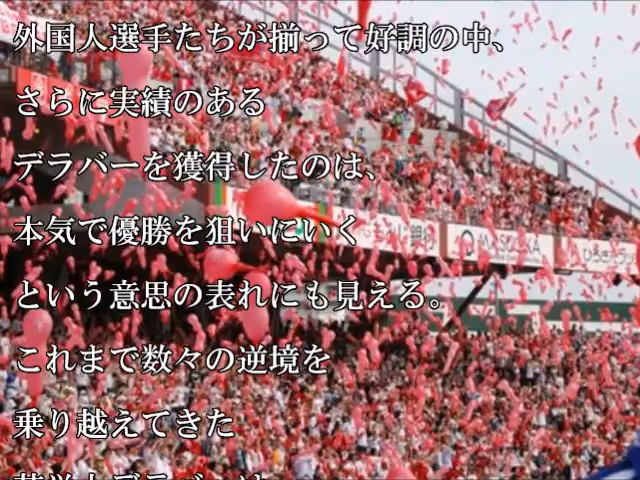 外国人選手たちが揃って好調の中、
さらに実績のある
デラバーを獲得したのは、
本気で優勝を狙いにいく
という意思の表れにも見える。
これまで数々の逆境を
乗り越えてきた